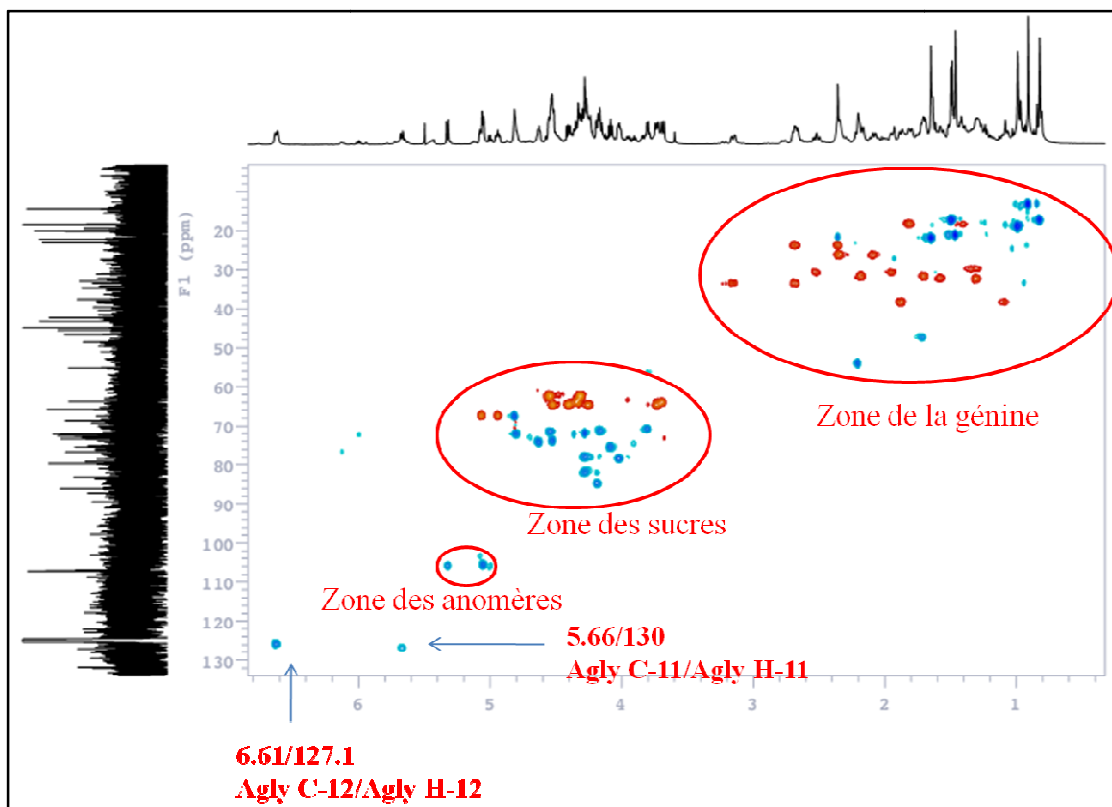 F1 (ppm)
20
30
40
50
60
70
80
90
100
110
120
130
Zone de la génine
Zone des sucres
Zone des anomères
5.66/130
Agly C-11/Agly H-11
6 5 4 3 2 1
6.61/127.1
Agly C-12/Agly H-12